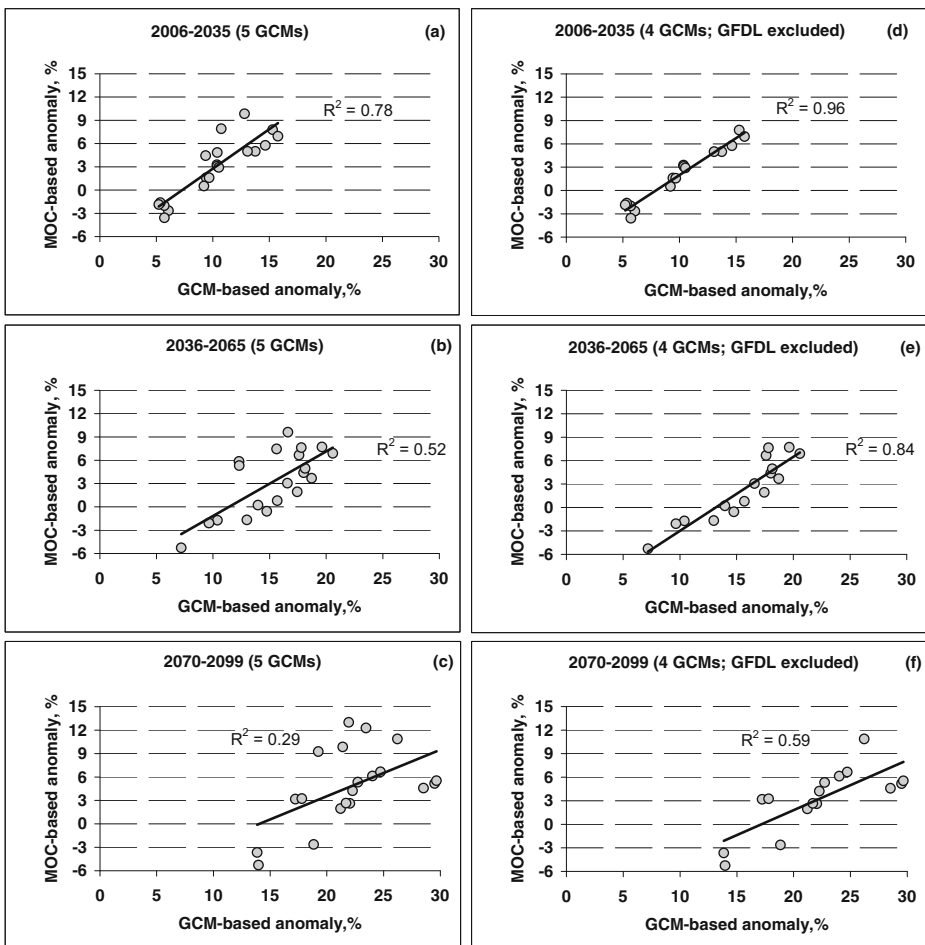 2006-2035 (5 GCMs) (a)
MOC-based anomaly, %
15
12
9
6
3
0
-3
-6
R² = 0.78
0 5 10 15 20 25 30
GCM-based anomaly,%
2006-2035 (4 GCMs; GFDL excluded) (d)
MOC-based anomaly, %
15
12
9
6
3
0
-3
-6
R² = 0.96
0 5 10 15 20 25 30
GCM-based anomaly,%
2036-2065 (5 GCMs) (b)
MOC-based anomaly, %
15
12
9
6
3
0
-3
-6
R² = 0.52
0 5 10 15 20 25 30
GCM-based anomaly,%
2036-2065 (4 GCMs; GFDL excluded) (e)
MOC-based anomaly, %
15
12
9
6
3
0
-3
-6
R² = 0.84
0 5 10 15 20 25 30
GCM-based anomaly,%
2070-2099 (5 GCMs) (c)
MOC-based anomaly, %
15
12
9
6
3
0
-3
-6
R² = 0.29
0 5 10 15 20 25 30
GCM-based anomaly,%
2070-2099 (4 GCMs; GFDL excluded) (f)
MOC-based anomaly, %
15
12
9
6
3
0
-3
-6
R² = 0.59
0 5 10 15 20 25 30
GCM-based anomaly,%